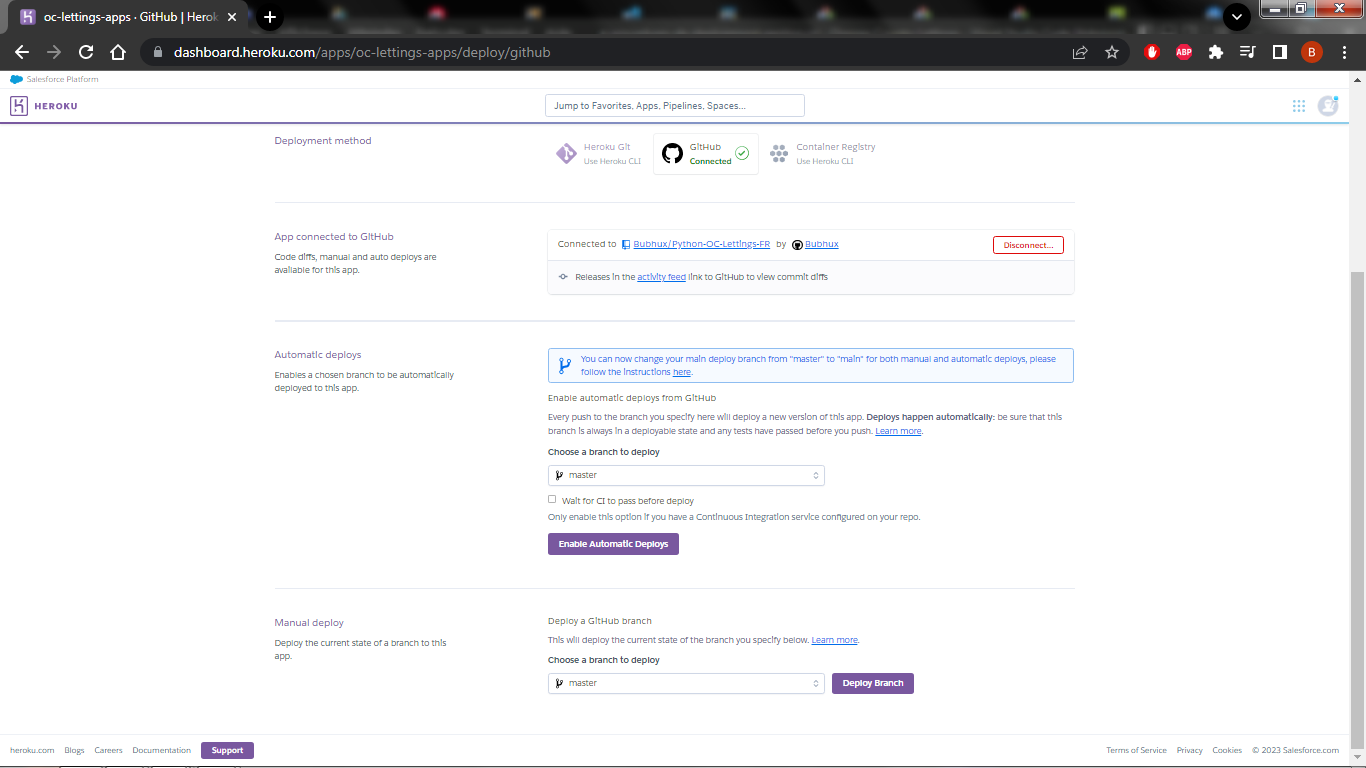 oc-lettings-apps · GitHub | Herok
dashboard.heroku.com/apps/oc-lettings-apps/deploy/github
ABP
B
Salesforce Platform
HEROKU
Jump to Favorites, Apps, Pipelines, Spaces...
Deployment method
Heroku Git
Use Heroku CLI
GitHub
Connected
Container Registry
Use Heroku CLI
App connected to GitHub
Code diffs, manual and auto deploys are
available for this app.
Connected to Bubhux/Python-OC-Lettings-FR by Bubhux
Disconnect...
Releases in the activity feed link to GitHub to view commit diffs
Automatic deploys
Enables a chosen branch to be automatically
deployed to this app.
You can now change your main deploy branch from "master" to "main" for both manual and automatic deploys, please
follow the instructions here.
Enable automatic deploys from GitHub
Every push to the branch you specify here will deploy a new version of this app. Deploys happen automatically: be sure that this
branch is always in a deployable state and any tests have passed before you push. Learn more.
Choose a branch to deploy
master
Wait for CI to pass before deploy
Only enable this option if you have a Continuous Integration service configured on your repo.
Enable Automatic Deploys
Manual deploy
Deploy the current state of a branch to this
app.
Deploy a GitHub branch
This will deploy the current state of the branch you specify below. Learn more.
Choose a branch to deploy
master
Deploy Branch
heroku.com Blogs Careers Documentation Support
Terms of Service Privacy Cookies © 2023 Salesforce.com